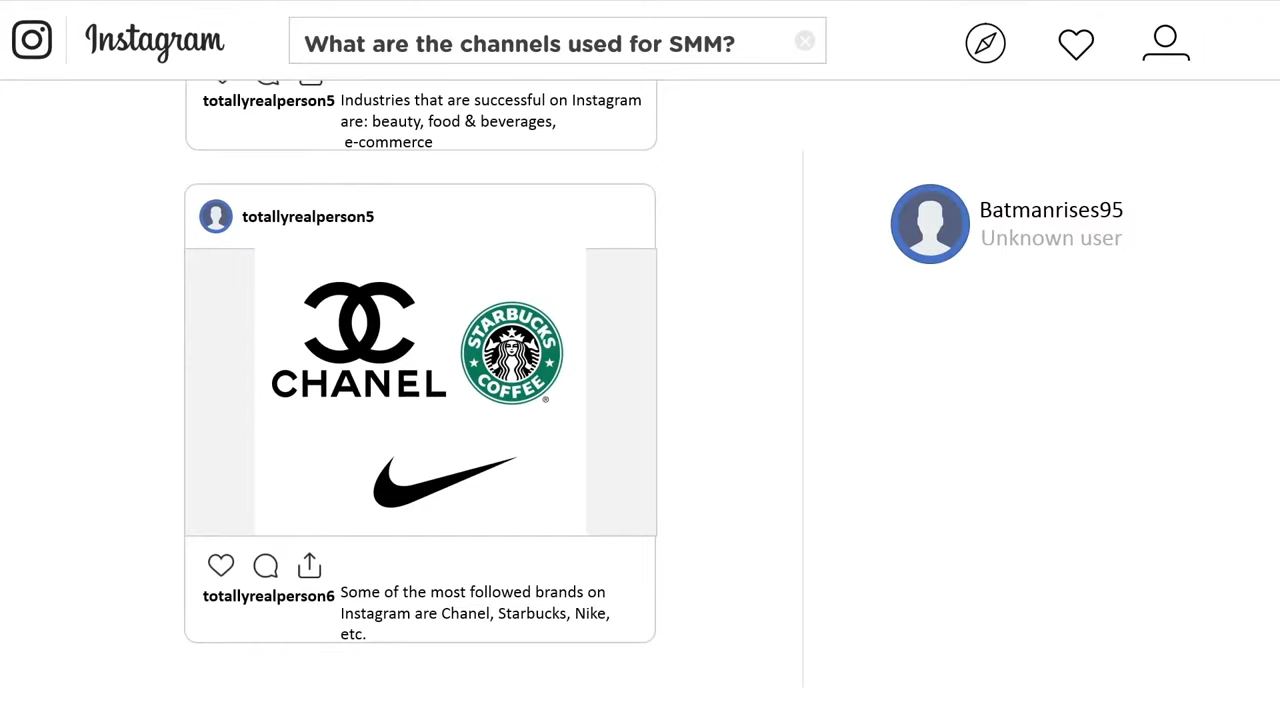 Instagram
What are the channels used for SMM?
totallyrealperson5 Industries that are successful on Instagram
are: beauty, food & beverages,
e-commerce
totallyrealperson5
CHANEL
STARBUCKS
COFFEE
®
totallyrealperson6 Some of the most followed brands on
Instagram are Chanel, Starbucks, Nike,
etc.
Batmanrises95
Unknown user